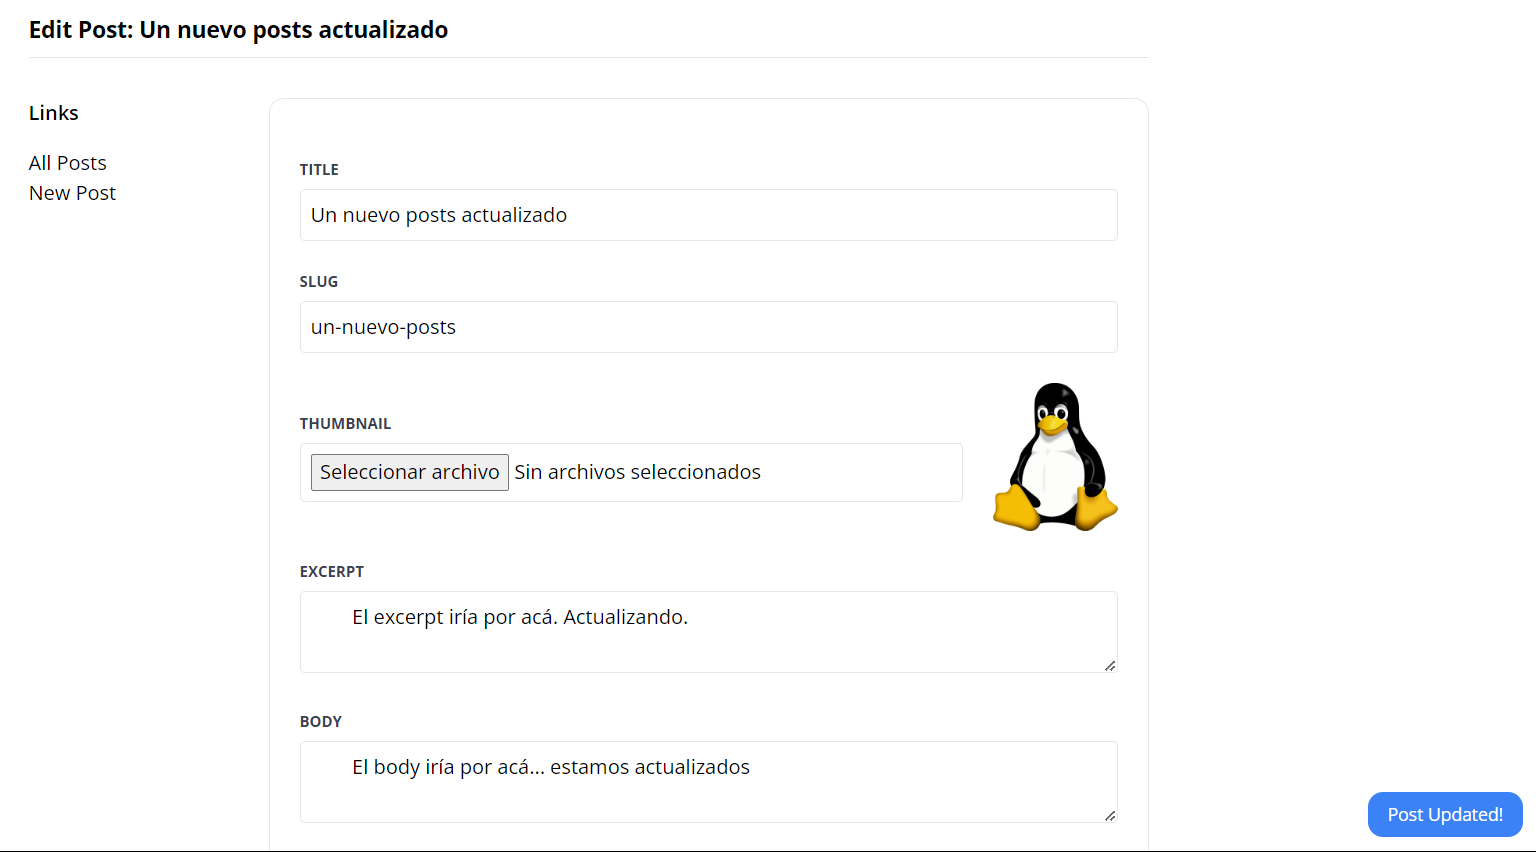 Edit Post: Un nuevo posts actualizado
Links
All Posts
New Post
TITLE
Un nuevo posts actualizado
SLUG
un-nuevo-posts
THUMBNAIL
Seleccionar archivo Sin archivos seleccionados
EXCERPT
El excerpt iría por acá. Actualizando.
BODY
El body iría por acá... estamos actualizados
Post Updated!